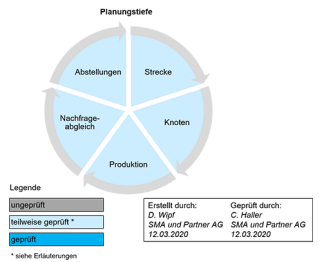 Planungstiefe
Abstellungen
Strecke
Nachfrage-
abgleich
Knoten
Produktion
Legende
ungeprüft
teilweise geprüft *
geprüft
* siehe Erläuterungen
Erstellt durch:
D. Wipf
SMA und Partner AG
12.03.2020
Geprüft durch:
C. Haller
SMA und Partner AG
12.03.2020